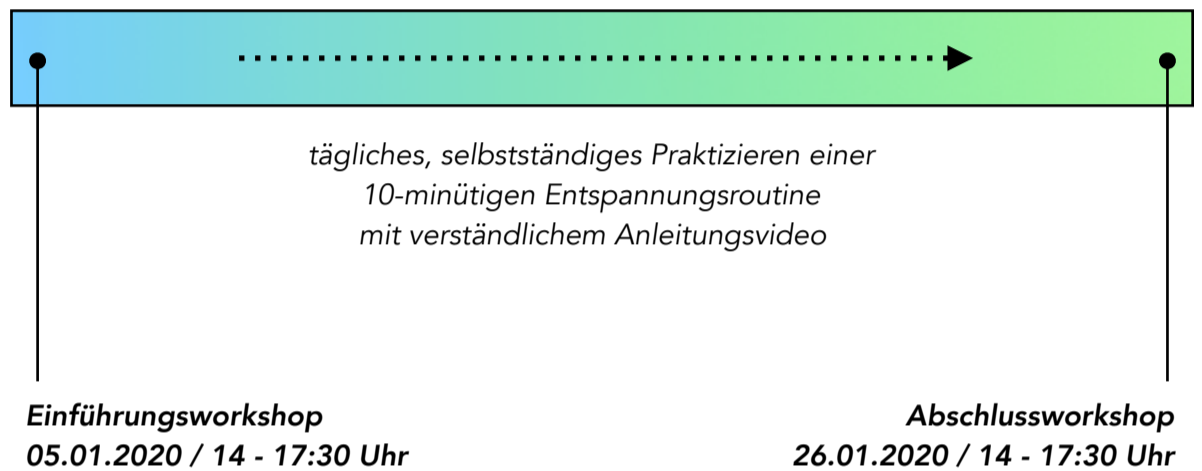 tägliches, selbstständiges Praktizieren einer
10-minütigen Entspannungsroutine
mit verständlichem Anleitungsvideo
Einführungsworkshop
05.01.2020 / 14 - 17:30 Uhr
Abschlussworkshop
26.01.2020 / 14 - 17:30 Uhr